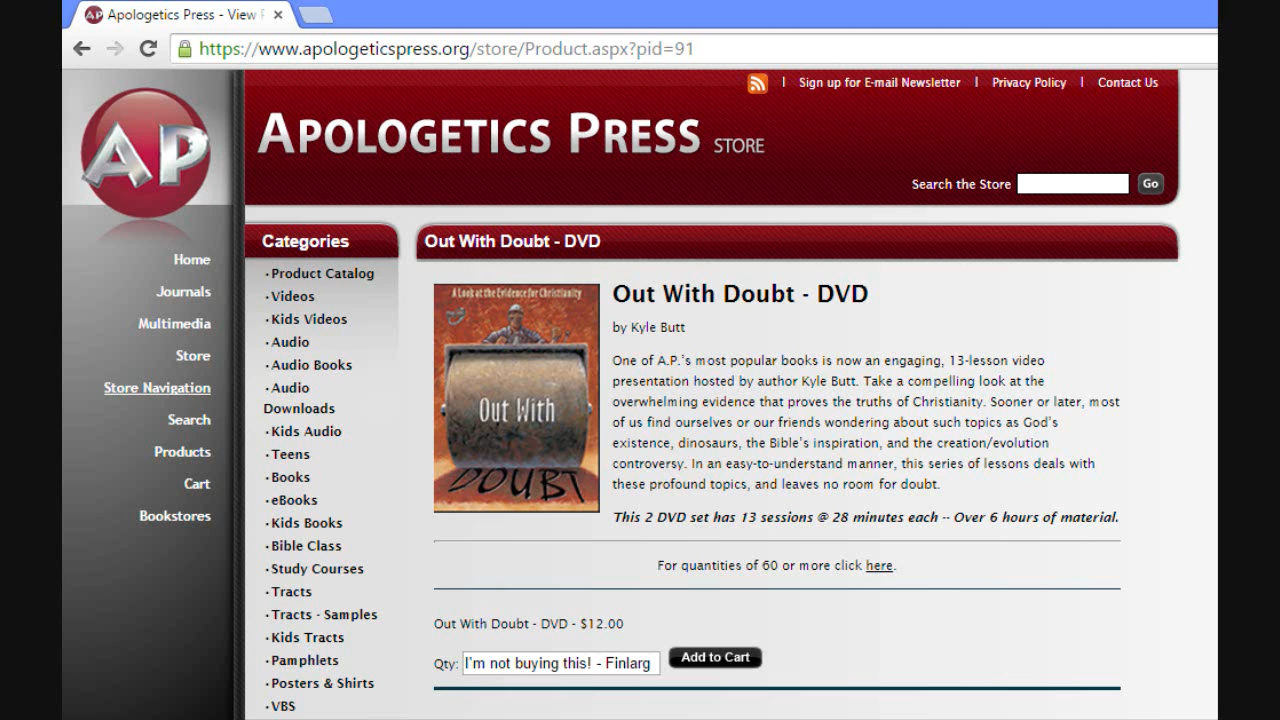 Apologetics Press - View
https://www.apologeticspress.org/store/Product.aspx?pid=91
Sign up for E-mail Newsletter | Privacy Policy | Contact Us
AP
APOLOGETICS PRESS STORE
Search the Store Go
Home
Journals
Multimedia
Store
Store Navigation
Search
Products
Cart
Bookstores
Categories
·Product Catalog
·Videos
·Kids Videos
·Audio
·Audio Books
·Audio
Downloads
·Kids Audio
·Teens
·Books
·eBooks
·Kids Books
·Bible Class
·Study Courses
·Tracts
·Tracts - Samples
·Kids Tracts
·Pamphlets
·Posters & Shirts
·VBS
Out With Doubt - DVD
A Look at the Evidence for Christianity
Out With
DOUBT
Out With Doubt - DVD
by Kyle Butt
One of A.P.'s most popular books is now an engaging, 13-lesson video
presentation hosted by author Kyle Butt. Take a compelling look at the
overwhelming evidence that proves the truths of Christianity. Sooner or later, most
of us find ourselves or our friends wondering about such topics as God's
existence, dinosaurs, the Bible's inspiration, and the creation/evolution
controversy. In an easy-to-understand manner, this series of lessons deals with
these profound topics, and leaves no room for doubt.
This 2 DVD set has 13 sessions @ 28 minutes each -- Over 6 hours of material.
For quantities of 60 or more click here.
Out With Doubt - DVD - $12.00
Qty: I'm not buying this! - Finlarg Add to Cart